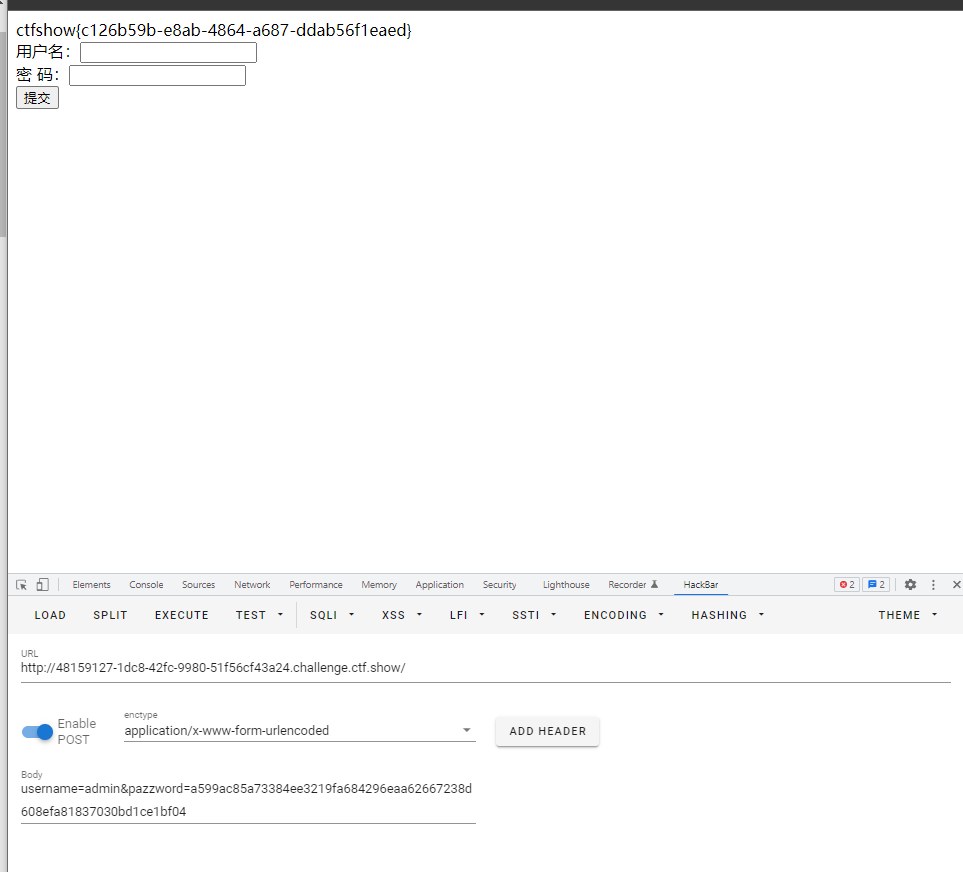 ctfshow{c126b59b-e8ab-4864-a687-ddab56f1eaed}
用户名：
密 码：
提交
Elements Console Sources Network Performance Memory Application Security Lighthouse Recorder HackBar 2 2
LOAD SPLIT EXECUTE TEST SQLI XSS LFI SSTI ENCODING HASHING THEME
URL
http://48159127-1dc8-42fc-9980-51f56cf43a24.challenge.ctf.show/
Enable
POST
enctype
application/x-www-form-urlencoded
ADD HEADER
Body
username=admin&pazzword=a599ac85a73384ee3219fa684296eaa62667238d
608efa81837030bd1ce1bf04